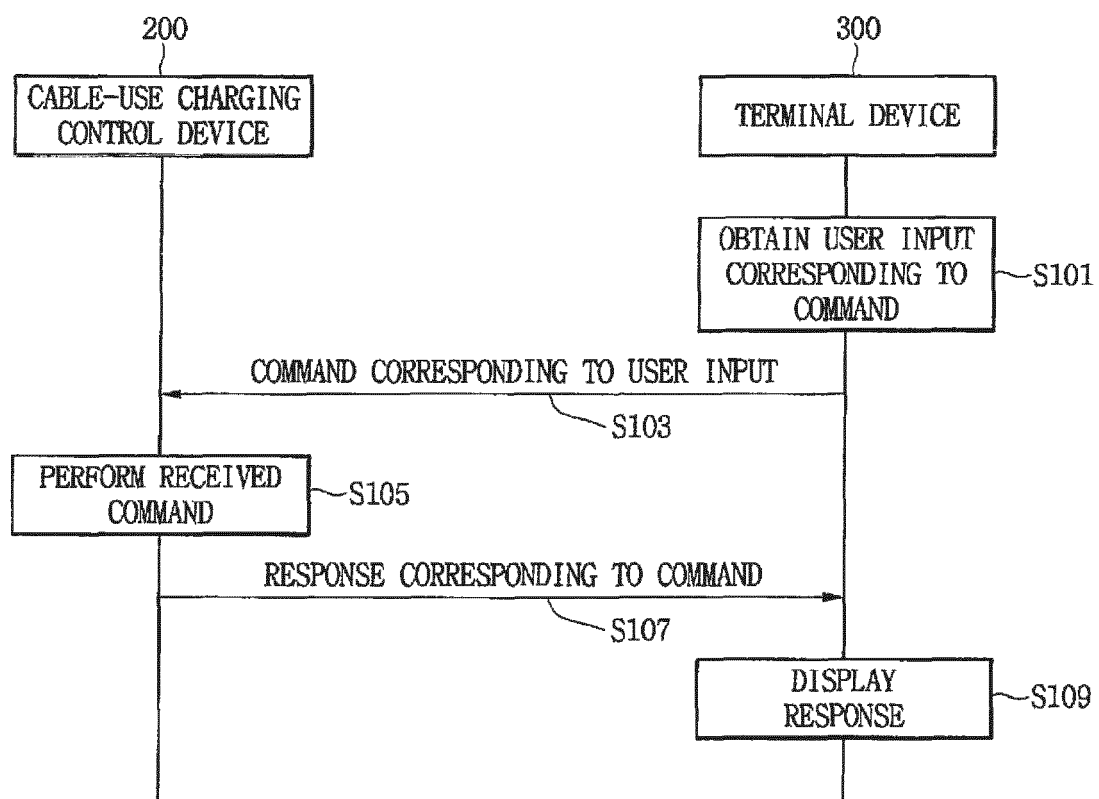 200
300
CABLE-USE CHARGING
CONTROL DEVICE
TERMINAL DEVICE
OBTAIN USER INPUT
CORRESPONDING TO
COMMAND
S101
COMMAND CORRESPONDING TO USER INPUT
S103
PERFORM RECEIVED
COMMAND
S105
RESPONSE CORRESPONDING TO COMMAND
S107
DISPLAY
RESPONSE
S109